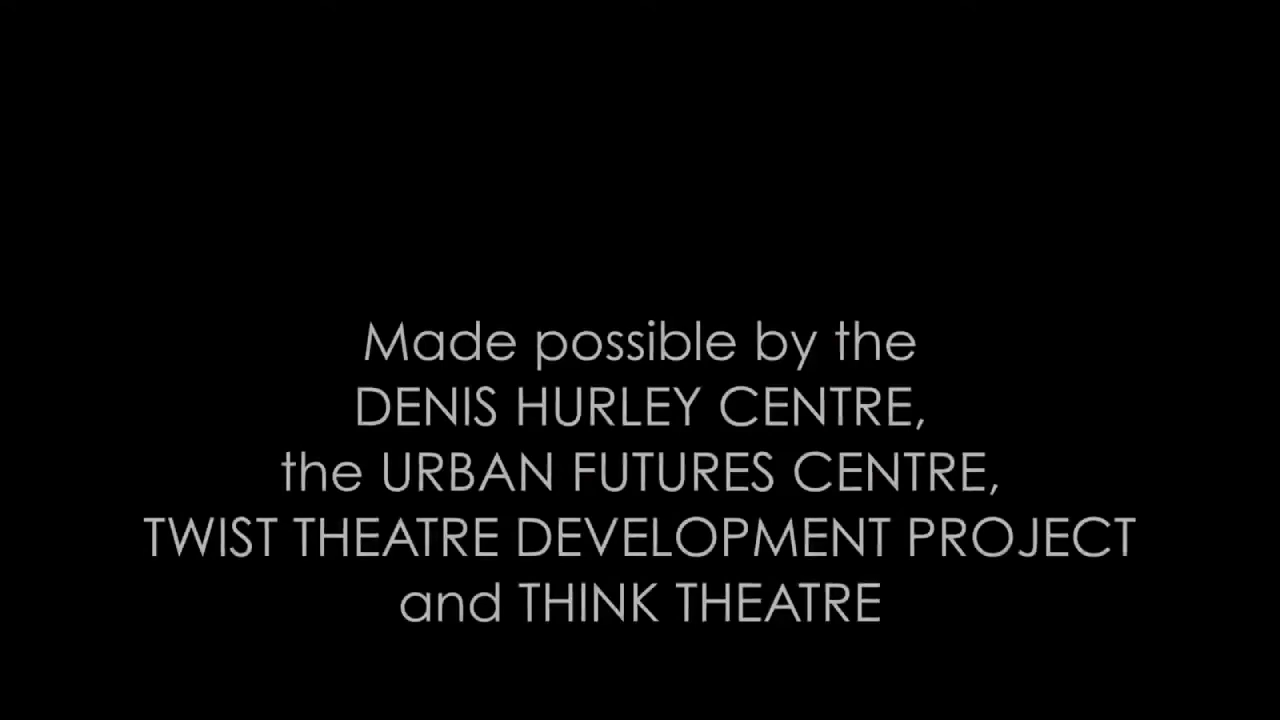 Made possible by the
DENIS HURLEY CENTRE,
the URBAN FUTURES CENTRE,
TWIST THEATRE DEVELOPMENT PROJECT
and THINK THEATRE